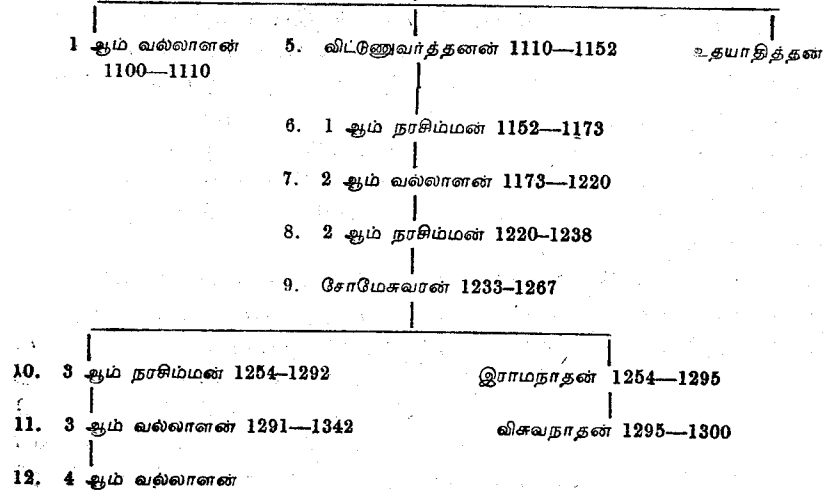 1 ஆம் வல்லாளன் 5. விட்டுணுவர்த்தனன் 1110—1152 உதயாதித்தன்
1100—1110
6. 1 ஆம் நரசிம்மன் 1152—1173
7. 2 ஆம் வல்லாளன் 1173—1220
8. 2 ஆம் நரசிம்மன் 1220–1238
9. சோமேசுவரன் 1233–1267
10. 3 ஆம் நரசிம்மன் 1254–1292 இராமநாதன் 1254—1295
11. 3 ஆம் வல்லாளன் 1291—1342 விசுவநாதன் 1295—1300
12. 4 ஆம் வல்லாளன்